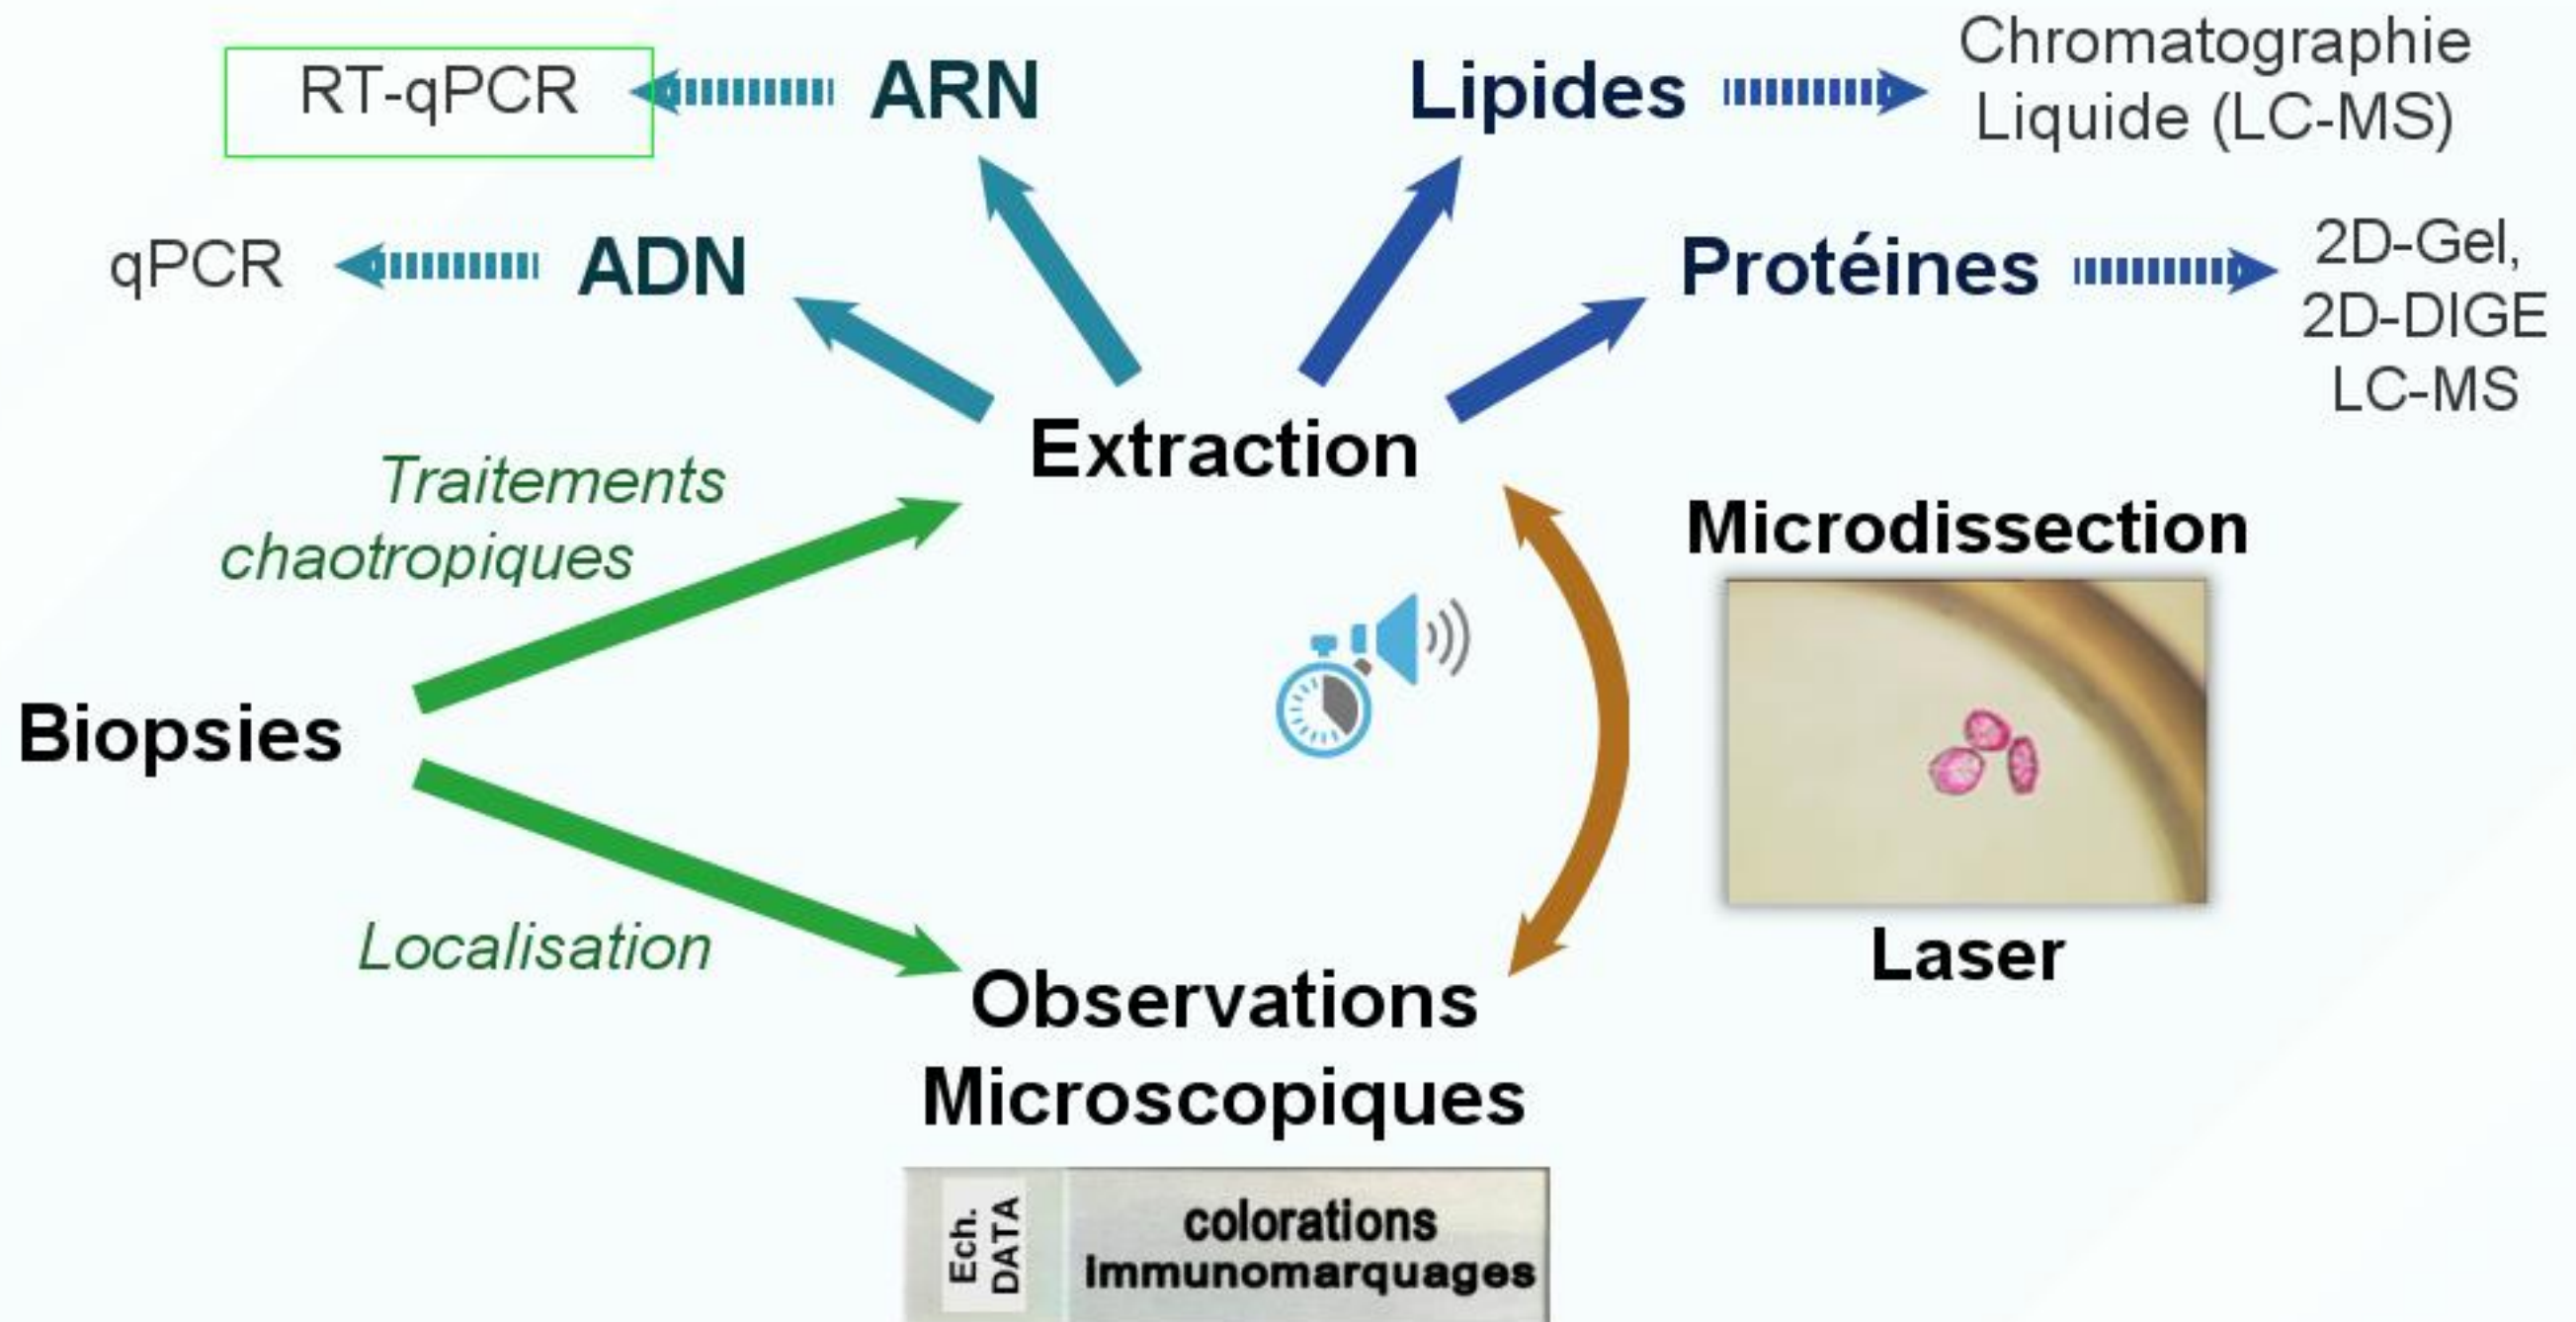 RT-qPCR
ARN
Lipides
Chromatographie
Liquide (LC-MS)
qPCR
ADN
Protéines
2D-Gel,
2D-DIGE
LC-MS
Extraction
Traitements
chaotropiques
Microdissection
Biopsies
Laser
Localisation
Observations
Microscopiques
Ech.
DATA
colorations
immunomarquages